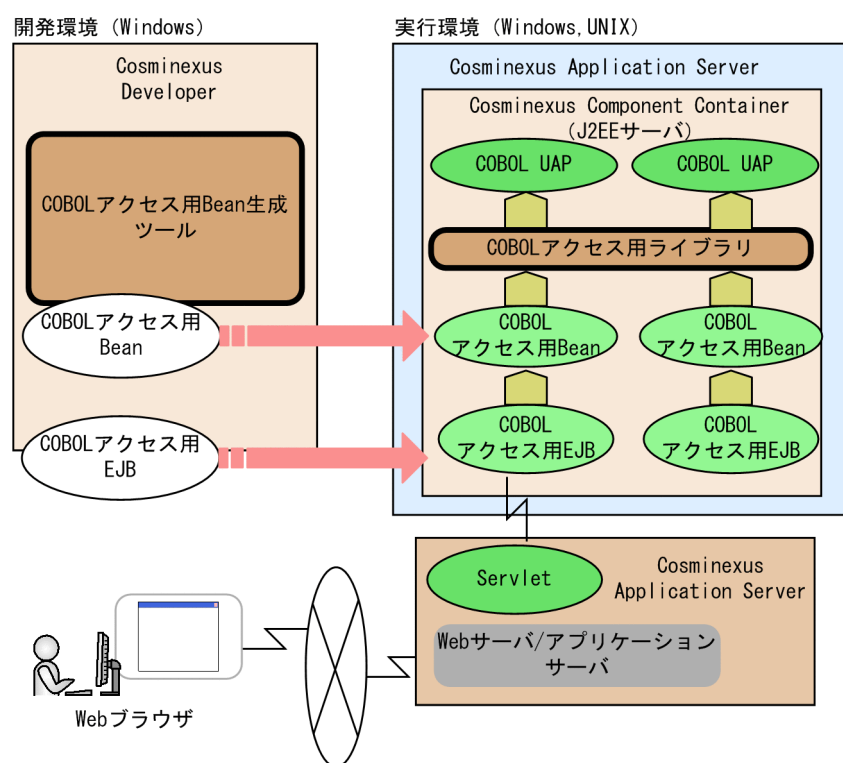 開発環境 (Windows)
Cosminexus
Developer
COBOLアクセス用Bean生成
ツール
COBOLアクセス用
Bean
COBOLアクセス用
EJB
実行環境 (Windows,UNIX)
Cosminexus Application Server
Cosminexus Component Container
(J2EEサーバ)
COBOL UAP
COBOL UAP
COBOLアクセス用ライブラリ
COBOL
アクセス用Bean
COBOL
アクセス用Bean
COBOL
アクセス用EJB
COBOL
アクセス用EJB
Servlet
Cosminexus
Application Server
Webサーバ/アプリケーション
サーバ
Webブラウザ